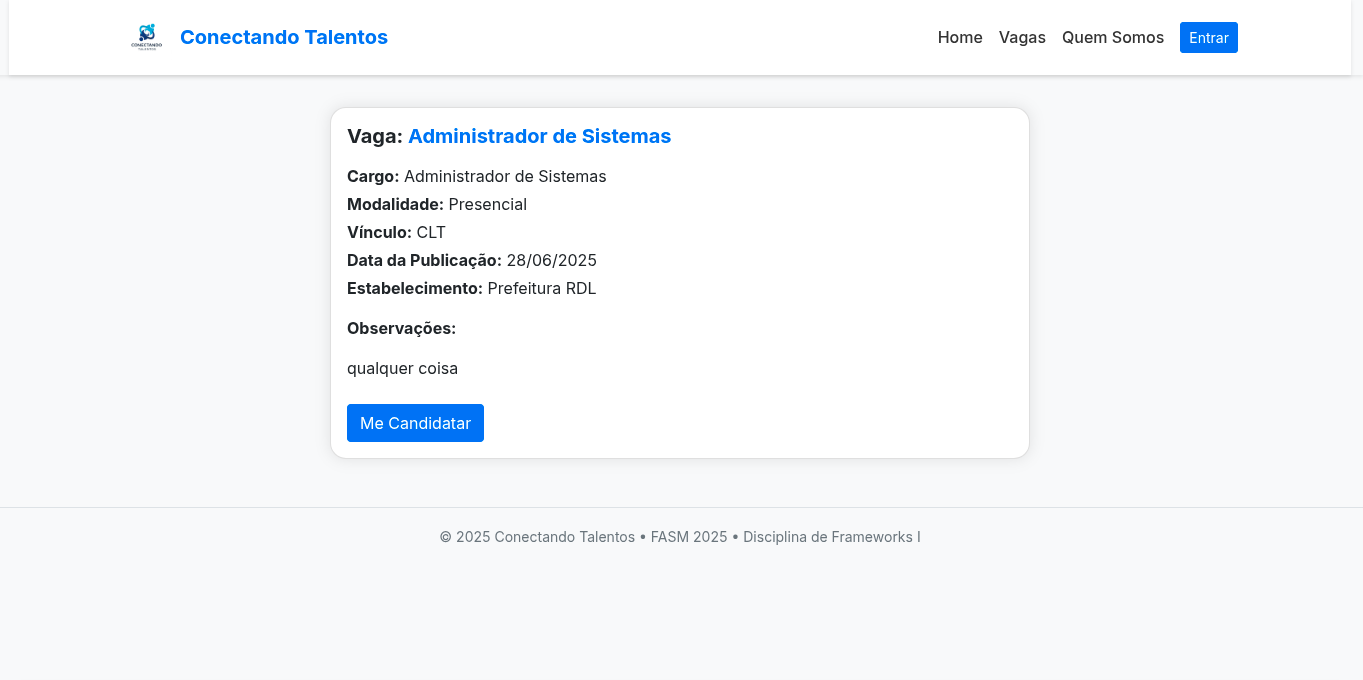 CONECTANDO
TALENTOS
Conectando Talentos
Home
Vagas
Quem Somos
Entrar
Vaga: Administrador de Sistemas
Cargo: Administrador de Sistemas
Modalidade: Presencial
Vínculo: CLT
Data da Publicação: 28/06/2025
Estabelecimento: Prefeitura RDL
Observações:
qualquer coisa
Me Candidatar
© 2025 Conectando Talentos • FASM 2025 • Disciplina de Frameworks I